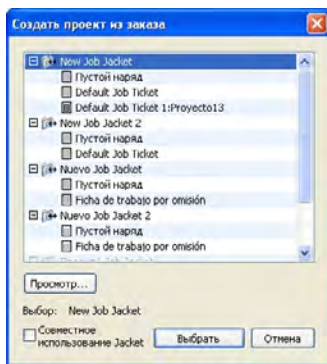 Создать проект из заказа
New Job Jacket
Пустой наряд
Default Job Ticket
Default Job Ticket 1:Proyecto13
New Job Jacket 2
Пустой наряд
Default Job Ticket
Nuevo Job Jacket
Пустой наряд
Ficha de trabajo por omisión
Nuevo Job Jacket 2
Пустой наряд
Ficha de trabajo por omisión
Просмотр...
Выбор: New Job Jacket
Совместное
использование Jacket
Выбрать
Отмена